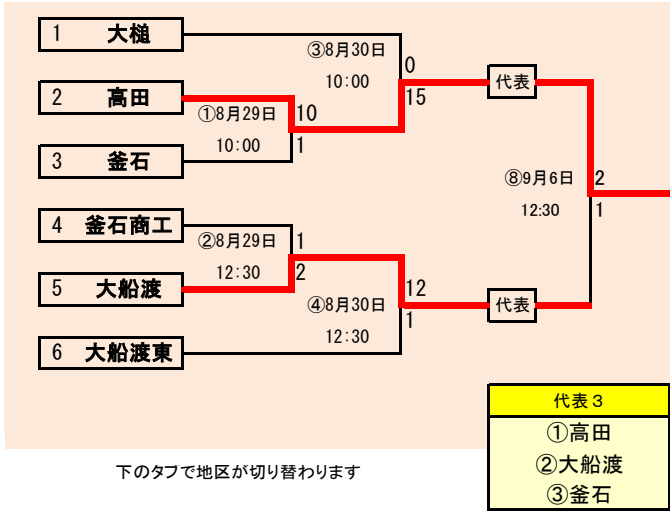 1 大槌
③8月30日
0
10:00
代表
2 高田
15
①8月29日
10
10:00
1
3 釜石
⑧9月6日
2
12:30
1
4 釜石商工
②8月29日
1
12:30
2
5 大船渡
12
④8月30日
代表
1
12:30
6 大船渡東
代表3
①高田
②大船渡
③釜石
下のタブで地区が切り替わります